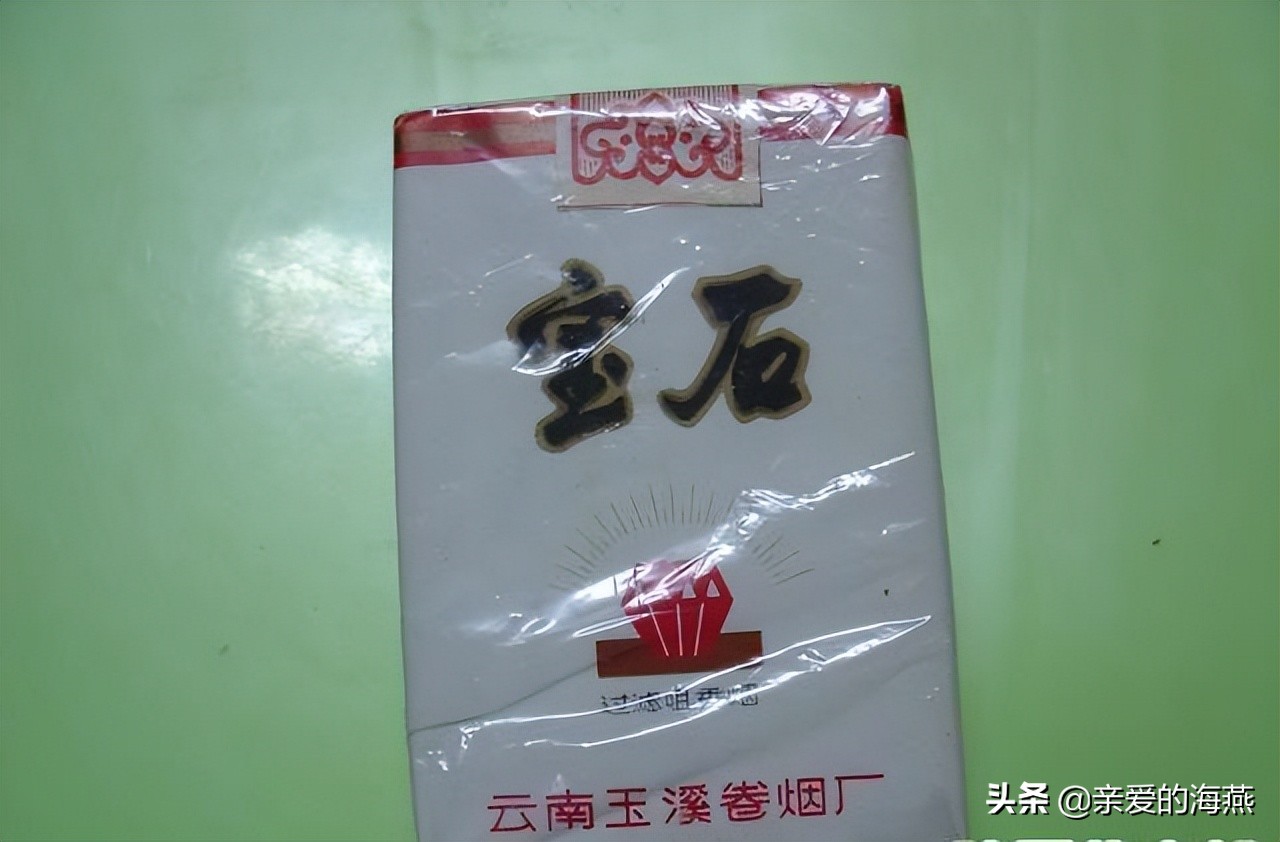 宝石
过滤咀香烟
云南玉溪卷烟厂
头条 @亲爱的海燕